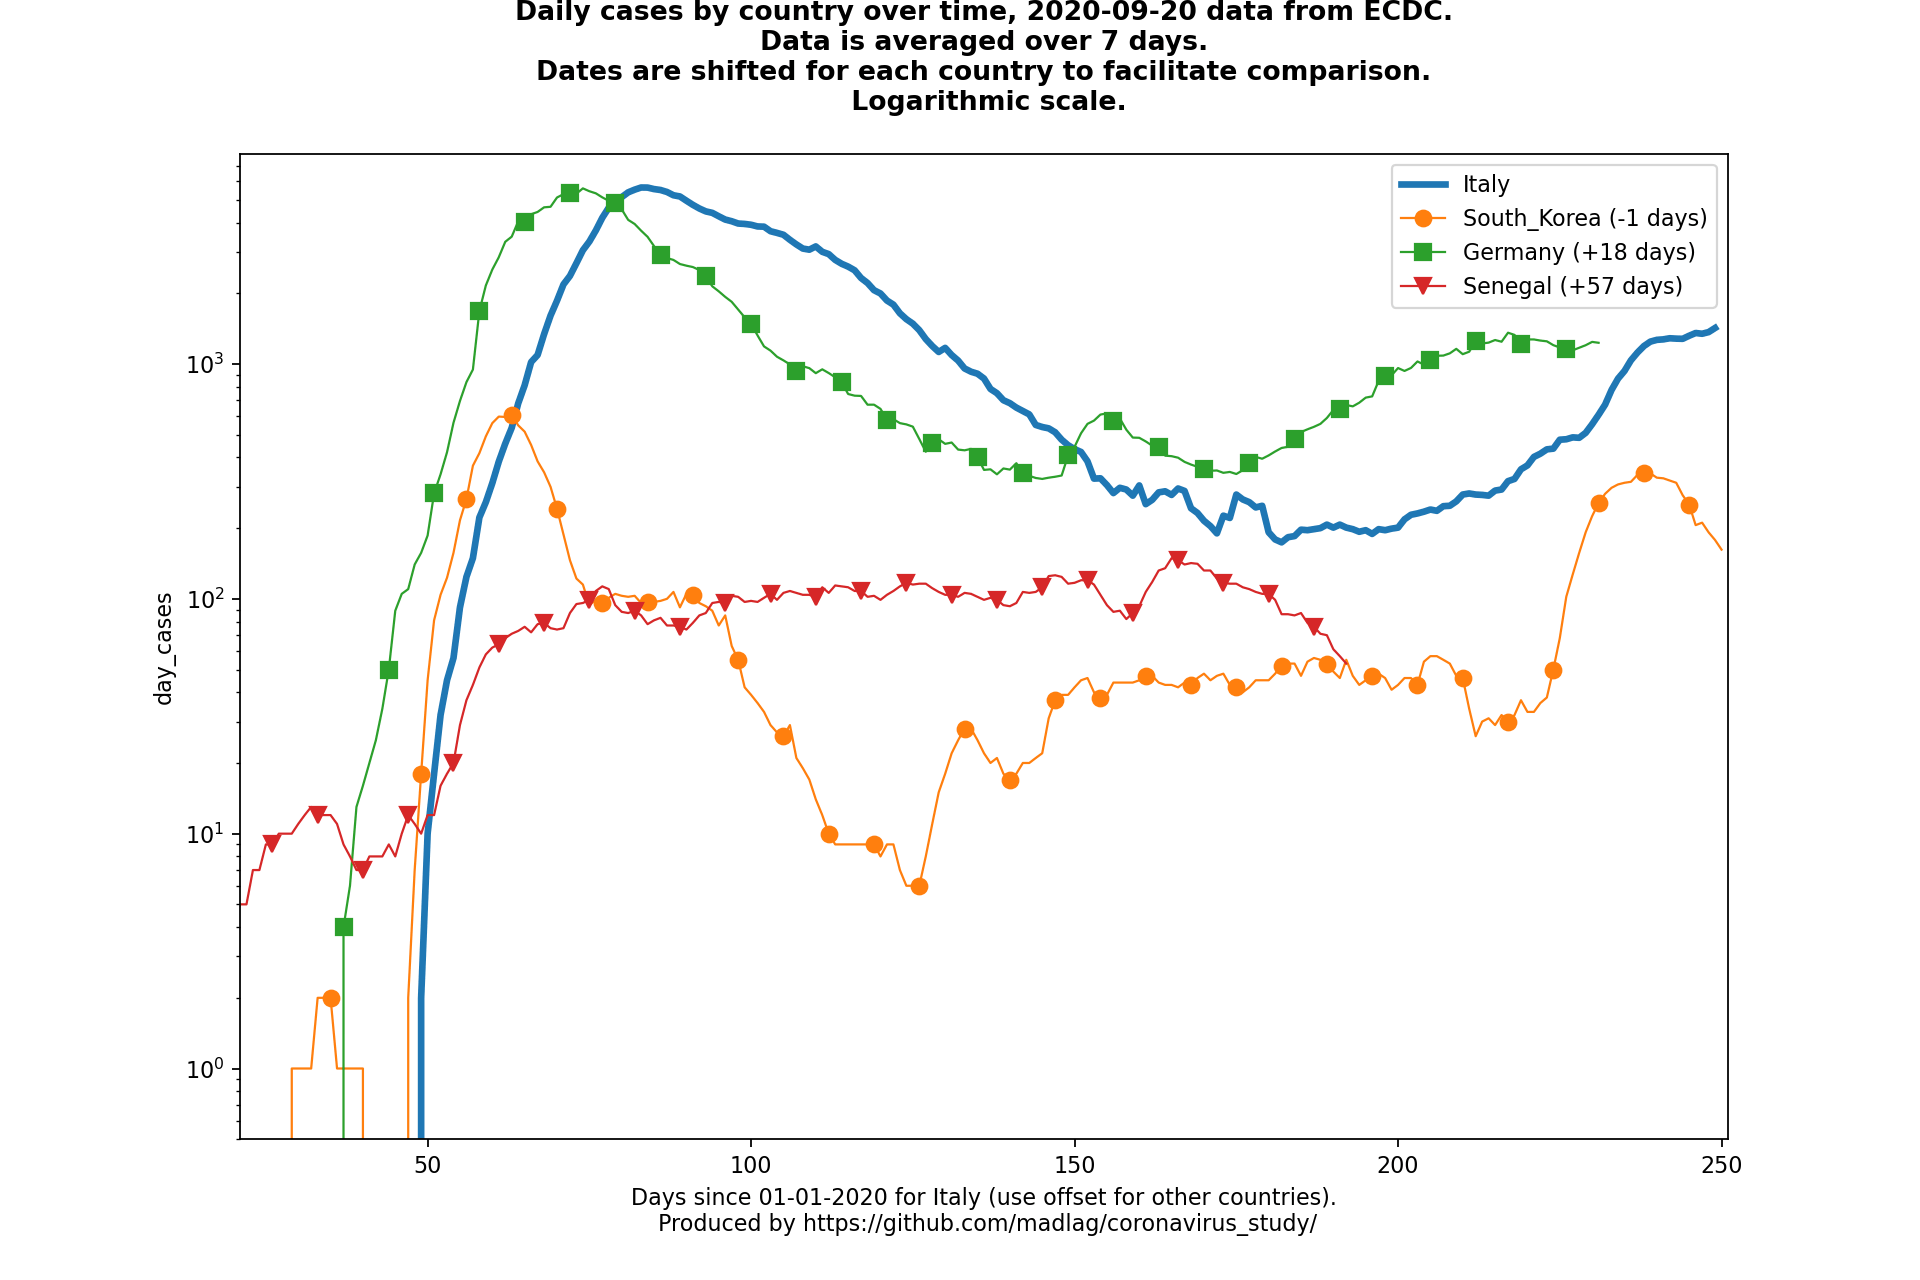 Daily cases by country over time, 2020-09-20 data from ECDC.
Data is averaged over 7 days.
Dates are shifted for each country to facilitate comparison.
Logarithmic scale.
Italy
South_Korea (-1 days)
Germany (+18 days)
Senegal (+57 days)
day_cases
10³
10²
10¹
10⁰
50
100
150
200
250
Days since 01-01-2020 for Italy (use offset for other countries).
Produced by https://github.com/madlag/coronavirus_study/